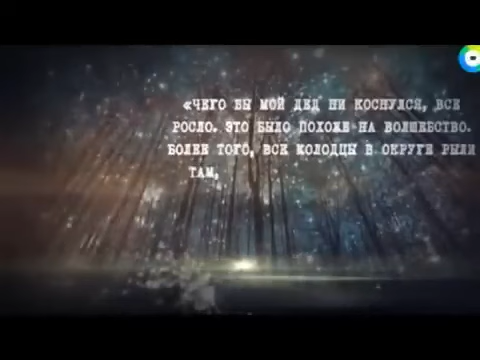 «ЧЕГО БЫ МОЙ ДЕД НИ КОСНУЛСЯ, ВСЕ
РОСЛО. ЭТО БЫЛО ПОХОЖЕ НА ВОЛШЕБСТВО.
БОЛЕЕ ТОГО, ВСЕ КОЛОДЦЫ В ОКРУГЕ РЫЛИ
ТАМ,